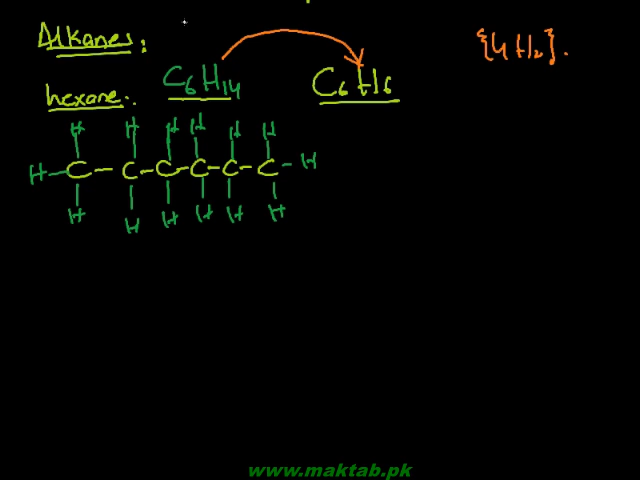 Alkanes:
hexane:. C₆H₁₄ C₆H₆ {4H₂}.
H H H H H H
H–C–C–C–C–C–C–H
H H H H H H
www.maktab.pk